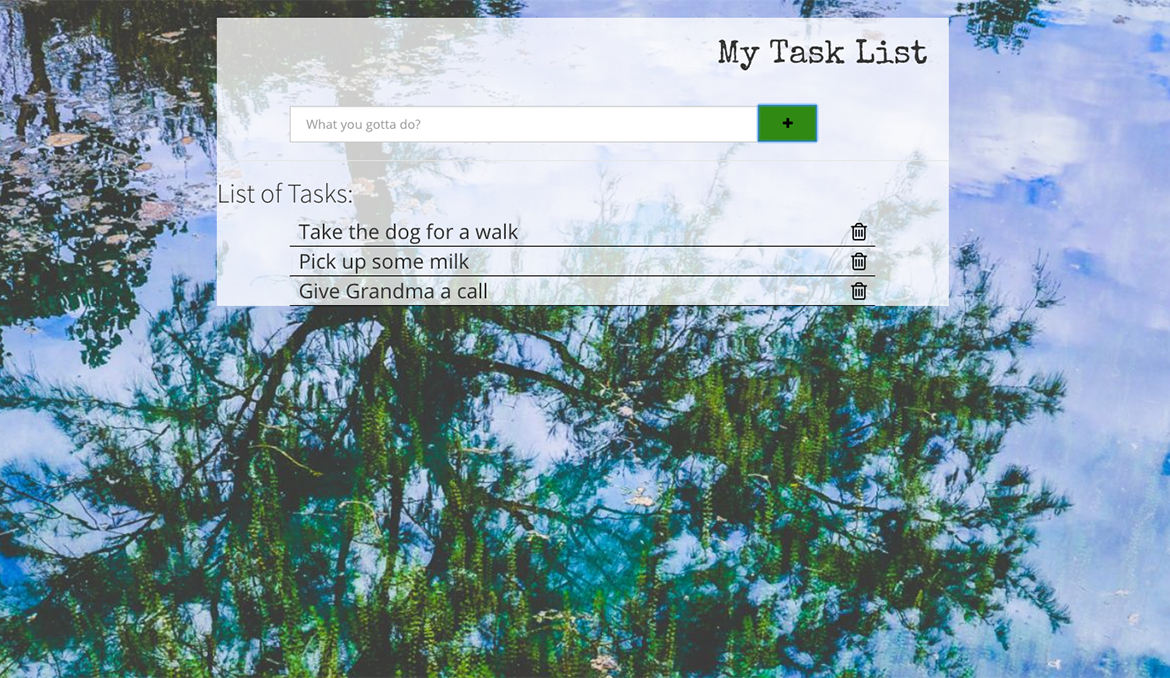 My Task List
What you gotta do?
+
List of Tasks:
Take the dog for a walk
Pick up some milk
Give Grandma a call